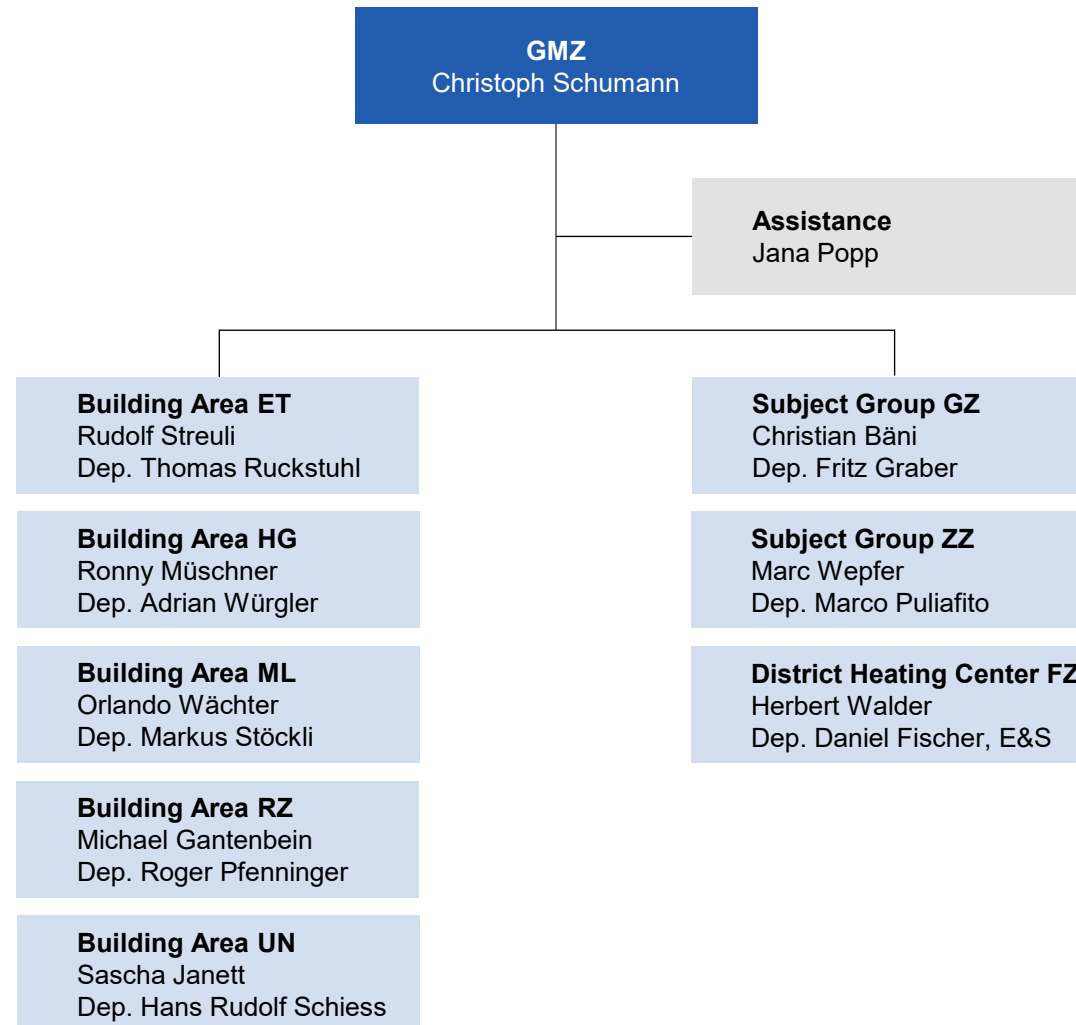 GMZ
Christoph Schumann
Assistance
Jana Popp
Building Area ET
Rudolf Streuli
Dep. Thomas Ruckstuhl
Building Area HG
Ronny Müschner
Dep. Adrian Würgler
Building Area ML
Orlando Wächter
Dep. Markus Stöckli
Building Area RZ
Michael Gantenbein
Dep. Roger Pfenninger
Building Area UN
Sascha Janett
Dep. Hans Rudolf Schiess
Subject Group GZ
Christian Bäni
Dep. Fritz Graber
Subject Group ZZ
Marc Wepfer
Dep. Marco Puliafito
District Heating Center FZ
Herbert Walder
Dep. Daniel Fischer, E&S